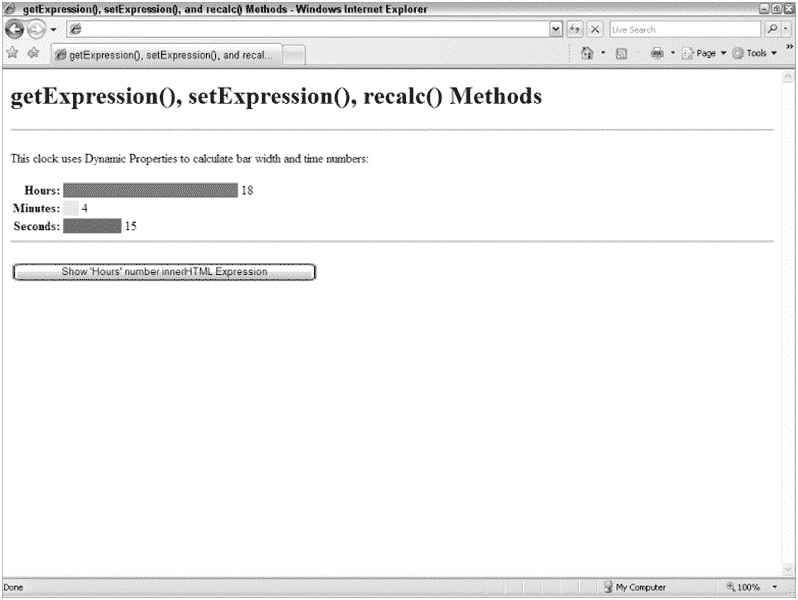 getExpression(), setExpression(), and recalc() Methods - Windows Internet Explorer
Live Search
getExpression(), setExpression(), and recal...
Page
Tools
getExpression(), setExpression(), recalc() Methods
This clock uses Dynamic Properties to calculate bar width and time numbers:
Hours: 18
Minutes: 4
Seconds: 15
Show 'Hours' number innerHTML Expression
Done
My Computer
100%